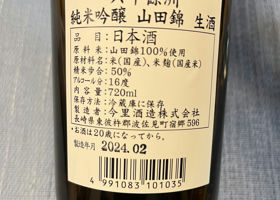 純米吟醸 山田錦 生酒
品目：日本酒
原料米：山田錦100%使用
原材料名：米(国産)、米麹(国産米)
精米歩合：50%
アルコール分：16度
内容量：720ml
保存方法：冷蔵庫に保存
製造者：今里酒造株式会社
長崎県東彼杵郡波佐見町宿郷596
●お酒は20歳になってから。
製造年月 2024.02
4991083101035